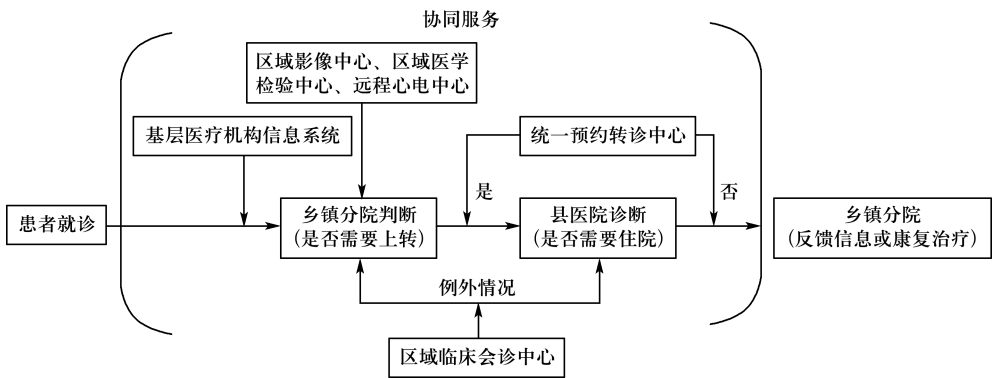 协同服务
区域影像中心、区域医学
检验中心、远程心电中心
基层医疗机构信息系统
统一预约转诊中心
是
否
患者就诊
乡镇分院判断
（是否需要上转）
县医院诊断
（是否需要住院）
乡镇分院
（反馈信息或康复治疗）
例外情况
区域临床会诊中心